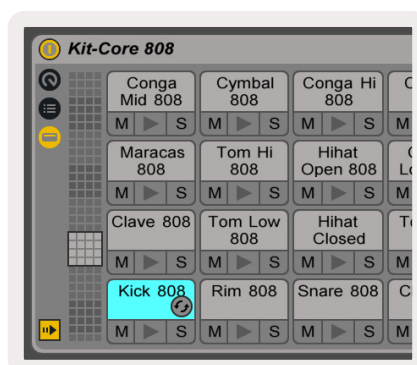 Kit-Core 808
Conga Cymbal Conga Hi C
Mid 808 808 808
M S M S M S M
Maracas Tom Hi Hihat
808 808 Open 808
M S M S M S M
Clave 808 Tom Low Hihat
808 Closed
M S M S M S M
Kick 808 Rim 808 Snare 808 C
M S M S M S M